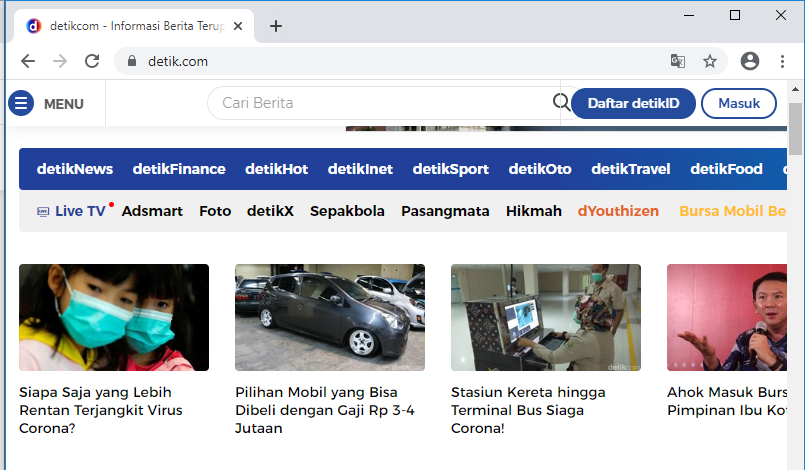 detikcom - Informasi Berita Terup
detik.com
MENU
Cari Berita
Daftar detikID
Masuk
detikNews detikFinance detikHot detikInet detikSport detikOto detikTravel detikFood
Live TV Adsmart Foto detikX Sepakbola Pasangmata Hikmah dYouthizen Bursa Mobil Be
detikcom
detikcom
Siapa Saja yang Lebih
Rentan Terjangkit Virus
Corona?
Pilihan Mobil yang Bisa
Dibeli dengan Gaji Rp 3-4
Jutaan
Stasiun Kereta hingga
Terminal Bus Siaga
Corona!
Ahok Masuk Burs
Pimpinan Ibu Kot